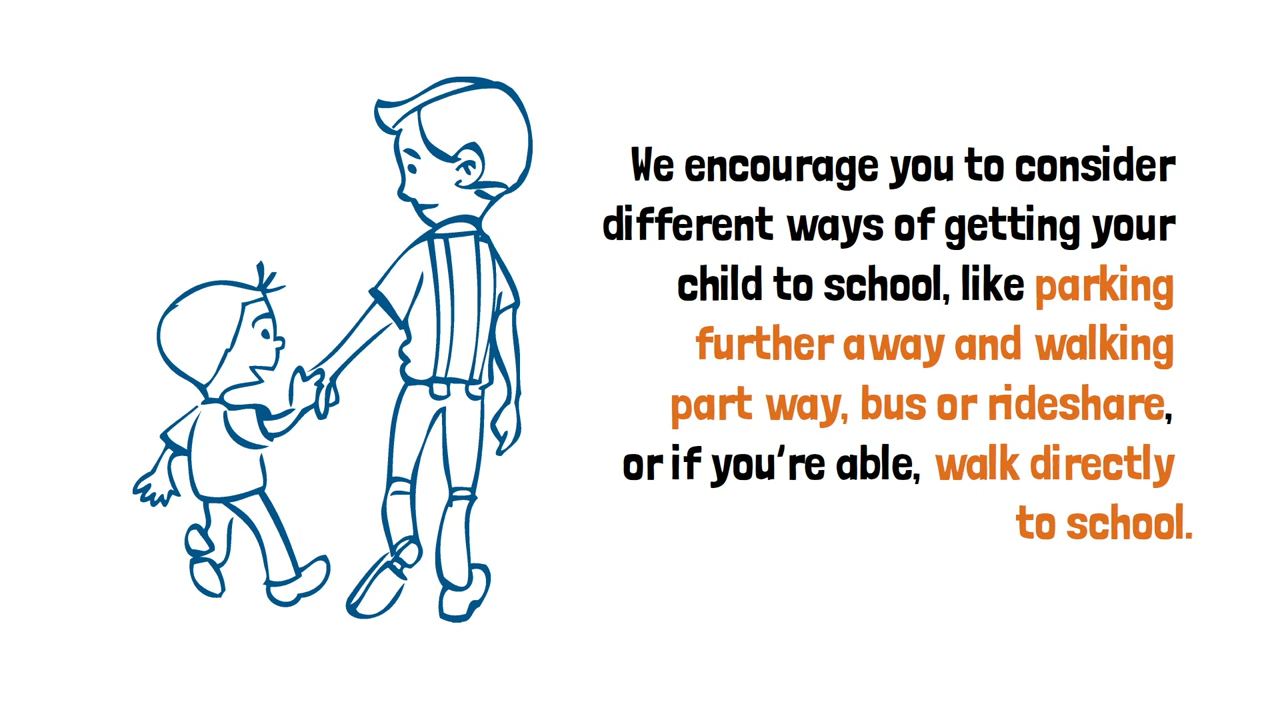 We encourage you to consider
different ways of getting your
child to school, like parking
further away and walking
part way, bus or rideshare,
or if you're able, walk directly
to school.